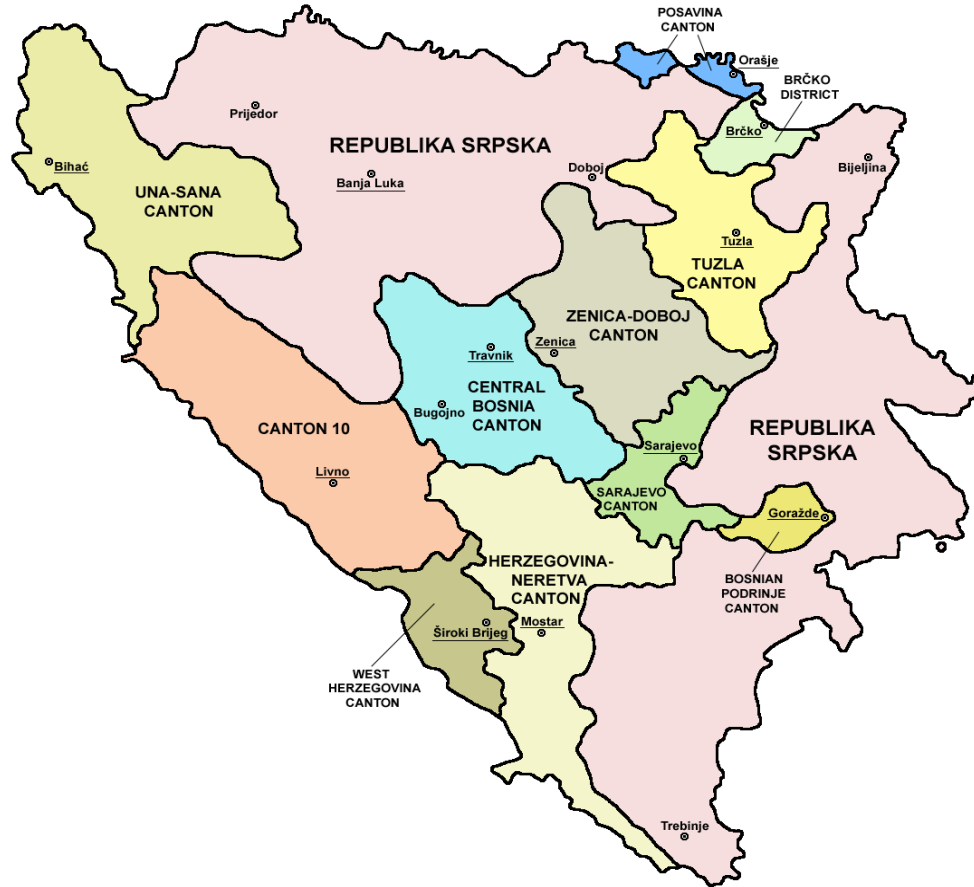 POSAVINA
CANTON
Orašje
BRČKO
DISTRICT
Prijedor
Brčko
REPUBLIKA SRPSKA
Bihać
Doboj
Bijeljina
Banja Luka
UNA-SANA
CANTON
Tuzla
TUZLA
CANTON
ZENICA-DOBOJ
CANTON
Zenica
Travnik
CENTRAL
BOSNIA
CANTON
Bugojno
CANTON 10
REPUBLIKA
SRPSKA
Sarajevo
Livno
SARAJEVO
CANTON
Goražde
HERZEGOVINA-
NERETVA
CANTON
BOSNIAN
PODRINJE
CANTON
Široki Brijeg
Mostar
WEST
HERZEGOVINA
CANTON
Trebinje